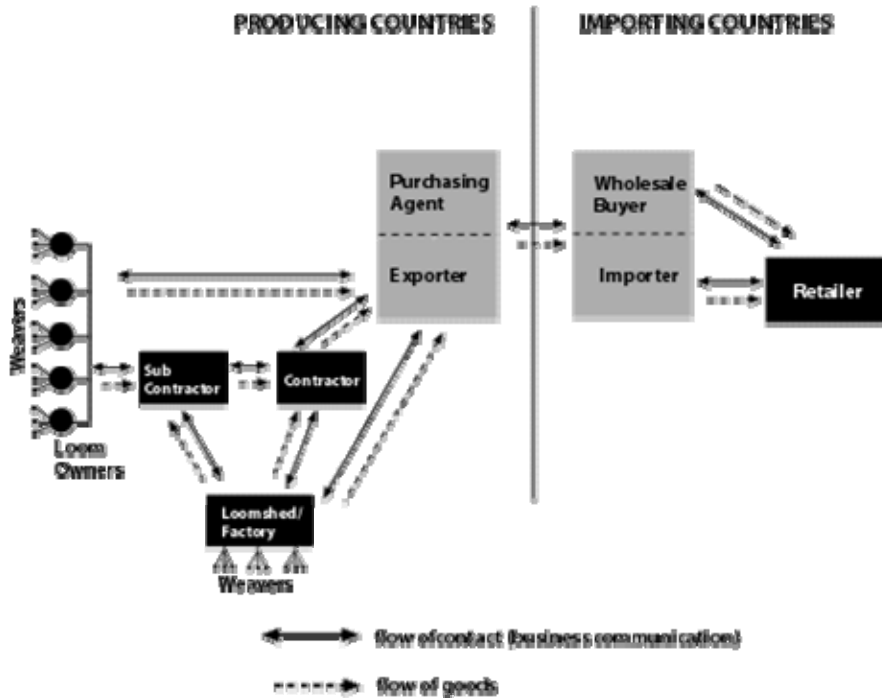 PRODUCING COUNTRIES
IMPORTING COUNTRIES
Purchasing
Agent
Exporter
Wholesale
Buyer
Importer
Retailer
Weavers
Sub
Contractor
Contractor
Loom
Owners
Loomshed/
Factory
Weavers
flow of contact (business communication)
flow of goods